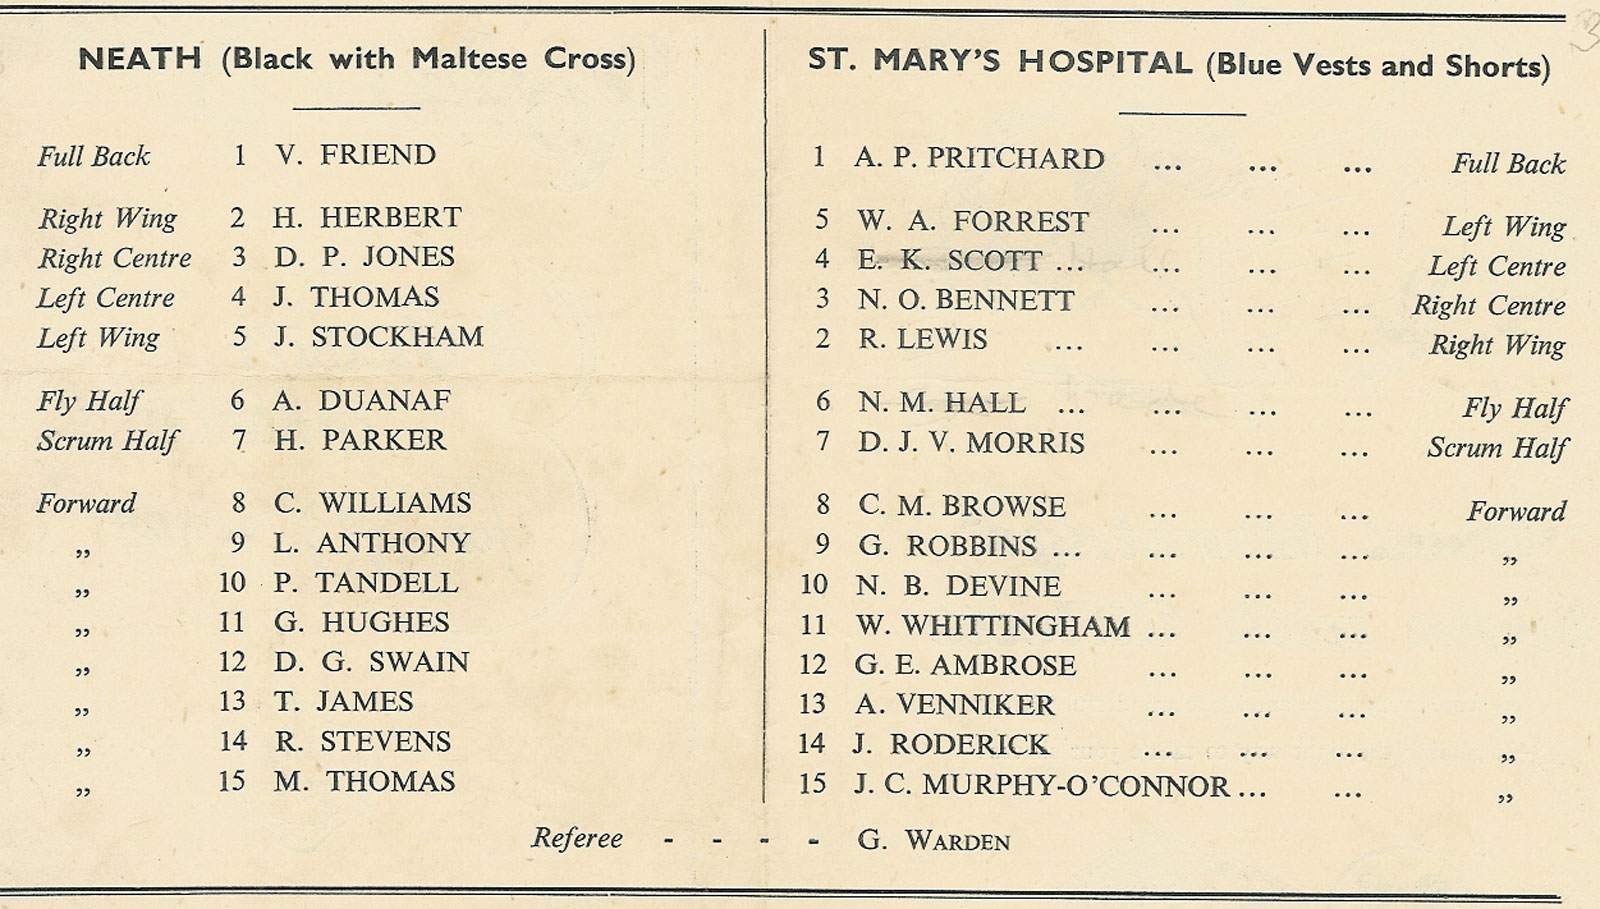 NEATH (Black with Maltese Cross)
Full Back 1 V. FRIEND
Right Wing 2 H. HERBERT
Right Centre 3 D. P. JONES
Left Centre 4 J. THOMAS
Left Wing 5 J. STOCKHAM
Fly Half 6 A. DUANAF
Scrum Half 7 H. PARKER
Forward 8 C. WILLIAMS
„ 9 L. ANTHONY
„ 10 P. TANDELL
„ 11 G. HUGHES
„ 12 D. G. SWAIN
„ 13 T. JAMES
„ 14 R. STEVENS
„ 15 M. THOMAS
ST. MARY'S HOSPITAL (Blue Vests and Shorts)
1 A. P. PRITCHARD ... ... ... Full Back
5 W. A. FORREST ... ... ... Left Wing
4 E. K. SCOTT ... ... ... ... Left Centre
3 N. O. BENNETT ... ... ... Right Centre
2 R. LEWIS ... ... ... ... Right Wing
6 N. M. HALL ... ... ... ... Fly Half
7 D. J. V. MORRIS ... ... ... Scrum Half
8 C. M. BROWSE ... ... ... Forward
9 G. ROBBINS ... ... ... ... „
10 N. B. DEVINE ... ... ... „
11 W. WHITTINGHAM ... ... ... „
12 G. E. AMBROSE ... ... ... „
13 A. VENNIKER ... ... ... „
14 J. RODERICK ... ... ... „
15 J. C. MURPHY-O'CONNOR ... ... „
Referee - - - - G. WARDEN